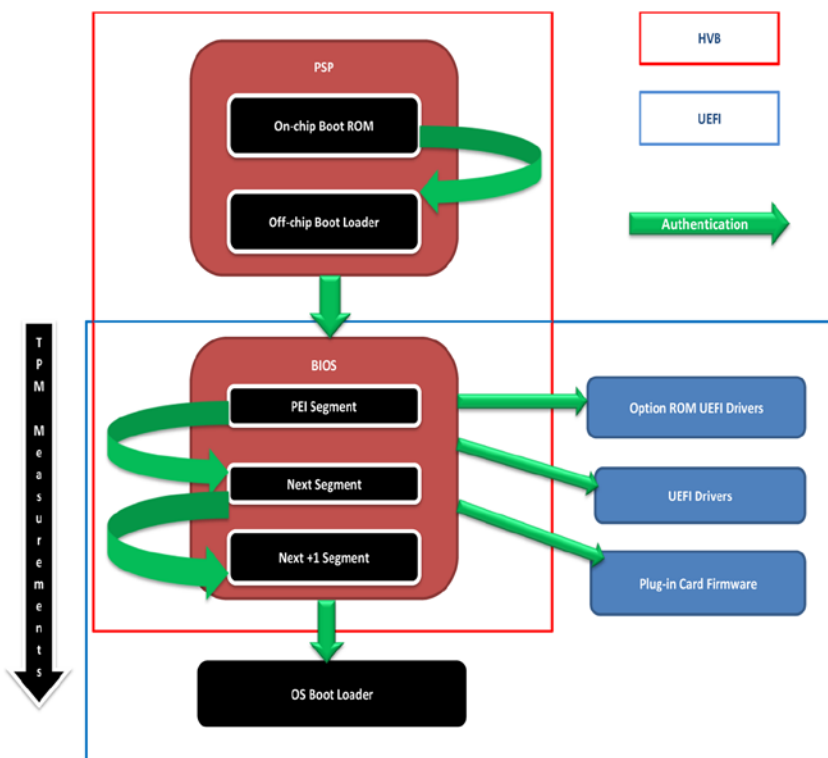 HVB
UEFI
Authentication
PSP
On-chip Boot ROM
Off-chip Boot Loader
TPM Measurements
BIOS
PEI Segment
Next Segment
Next +1 Segment
Option ROM UEFI Drivers
UEFI Drivers
Plug-in Card Firmware
OS Boot Loader